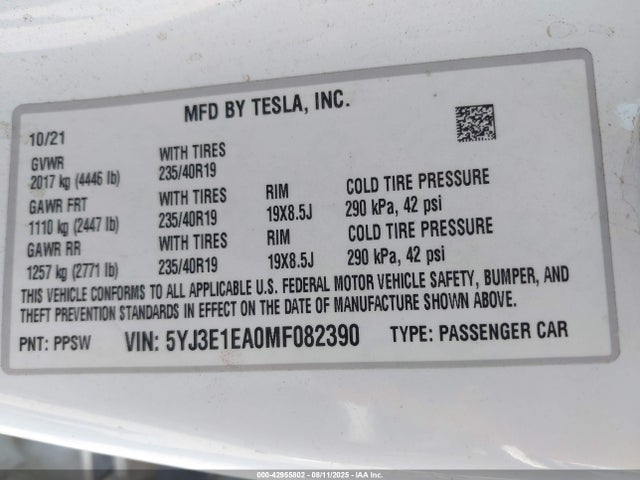 MFD BY TESLA, INC.
10/21
GVWR WITH TIRES
2017 kg (4446 lb) 235/40R19
GAWR FRT WITH TIRES RIM COLD TIRE PRESSURE
1110 kg (2447 lb) 235/40R19 19X8.5J 290 kPa, 42 psi
GAWR RR WITH TIRES RIM COLD TIRE PRESSURE
1257 kg (2771 lb) 235/40R19 19X8.5J 290 kPa, 42 psi
THIS VEHICLE CONFORMS TO ALL APPLICABLE U.S. FEDERAL MOTOR VEHICLE SAFETY, BUMPER, AND
THEFT PREVENTION STANDARDS IN EFFECT ON THE DATE OF MANUFACTURE SHOWN ABOVE.
PNT: PPSW VIN: 5YJ3E1EA0MF082390 TYPE: PASSENGER CAR
000-42955802 - 08/11/2025 - IAA Inc.